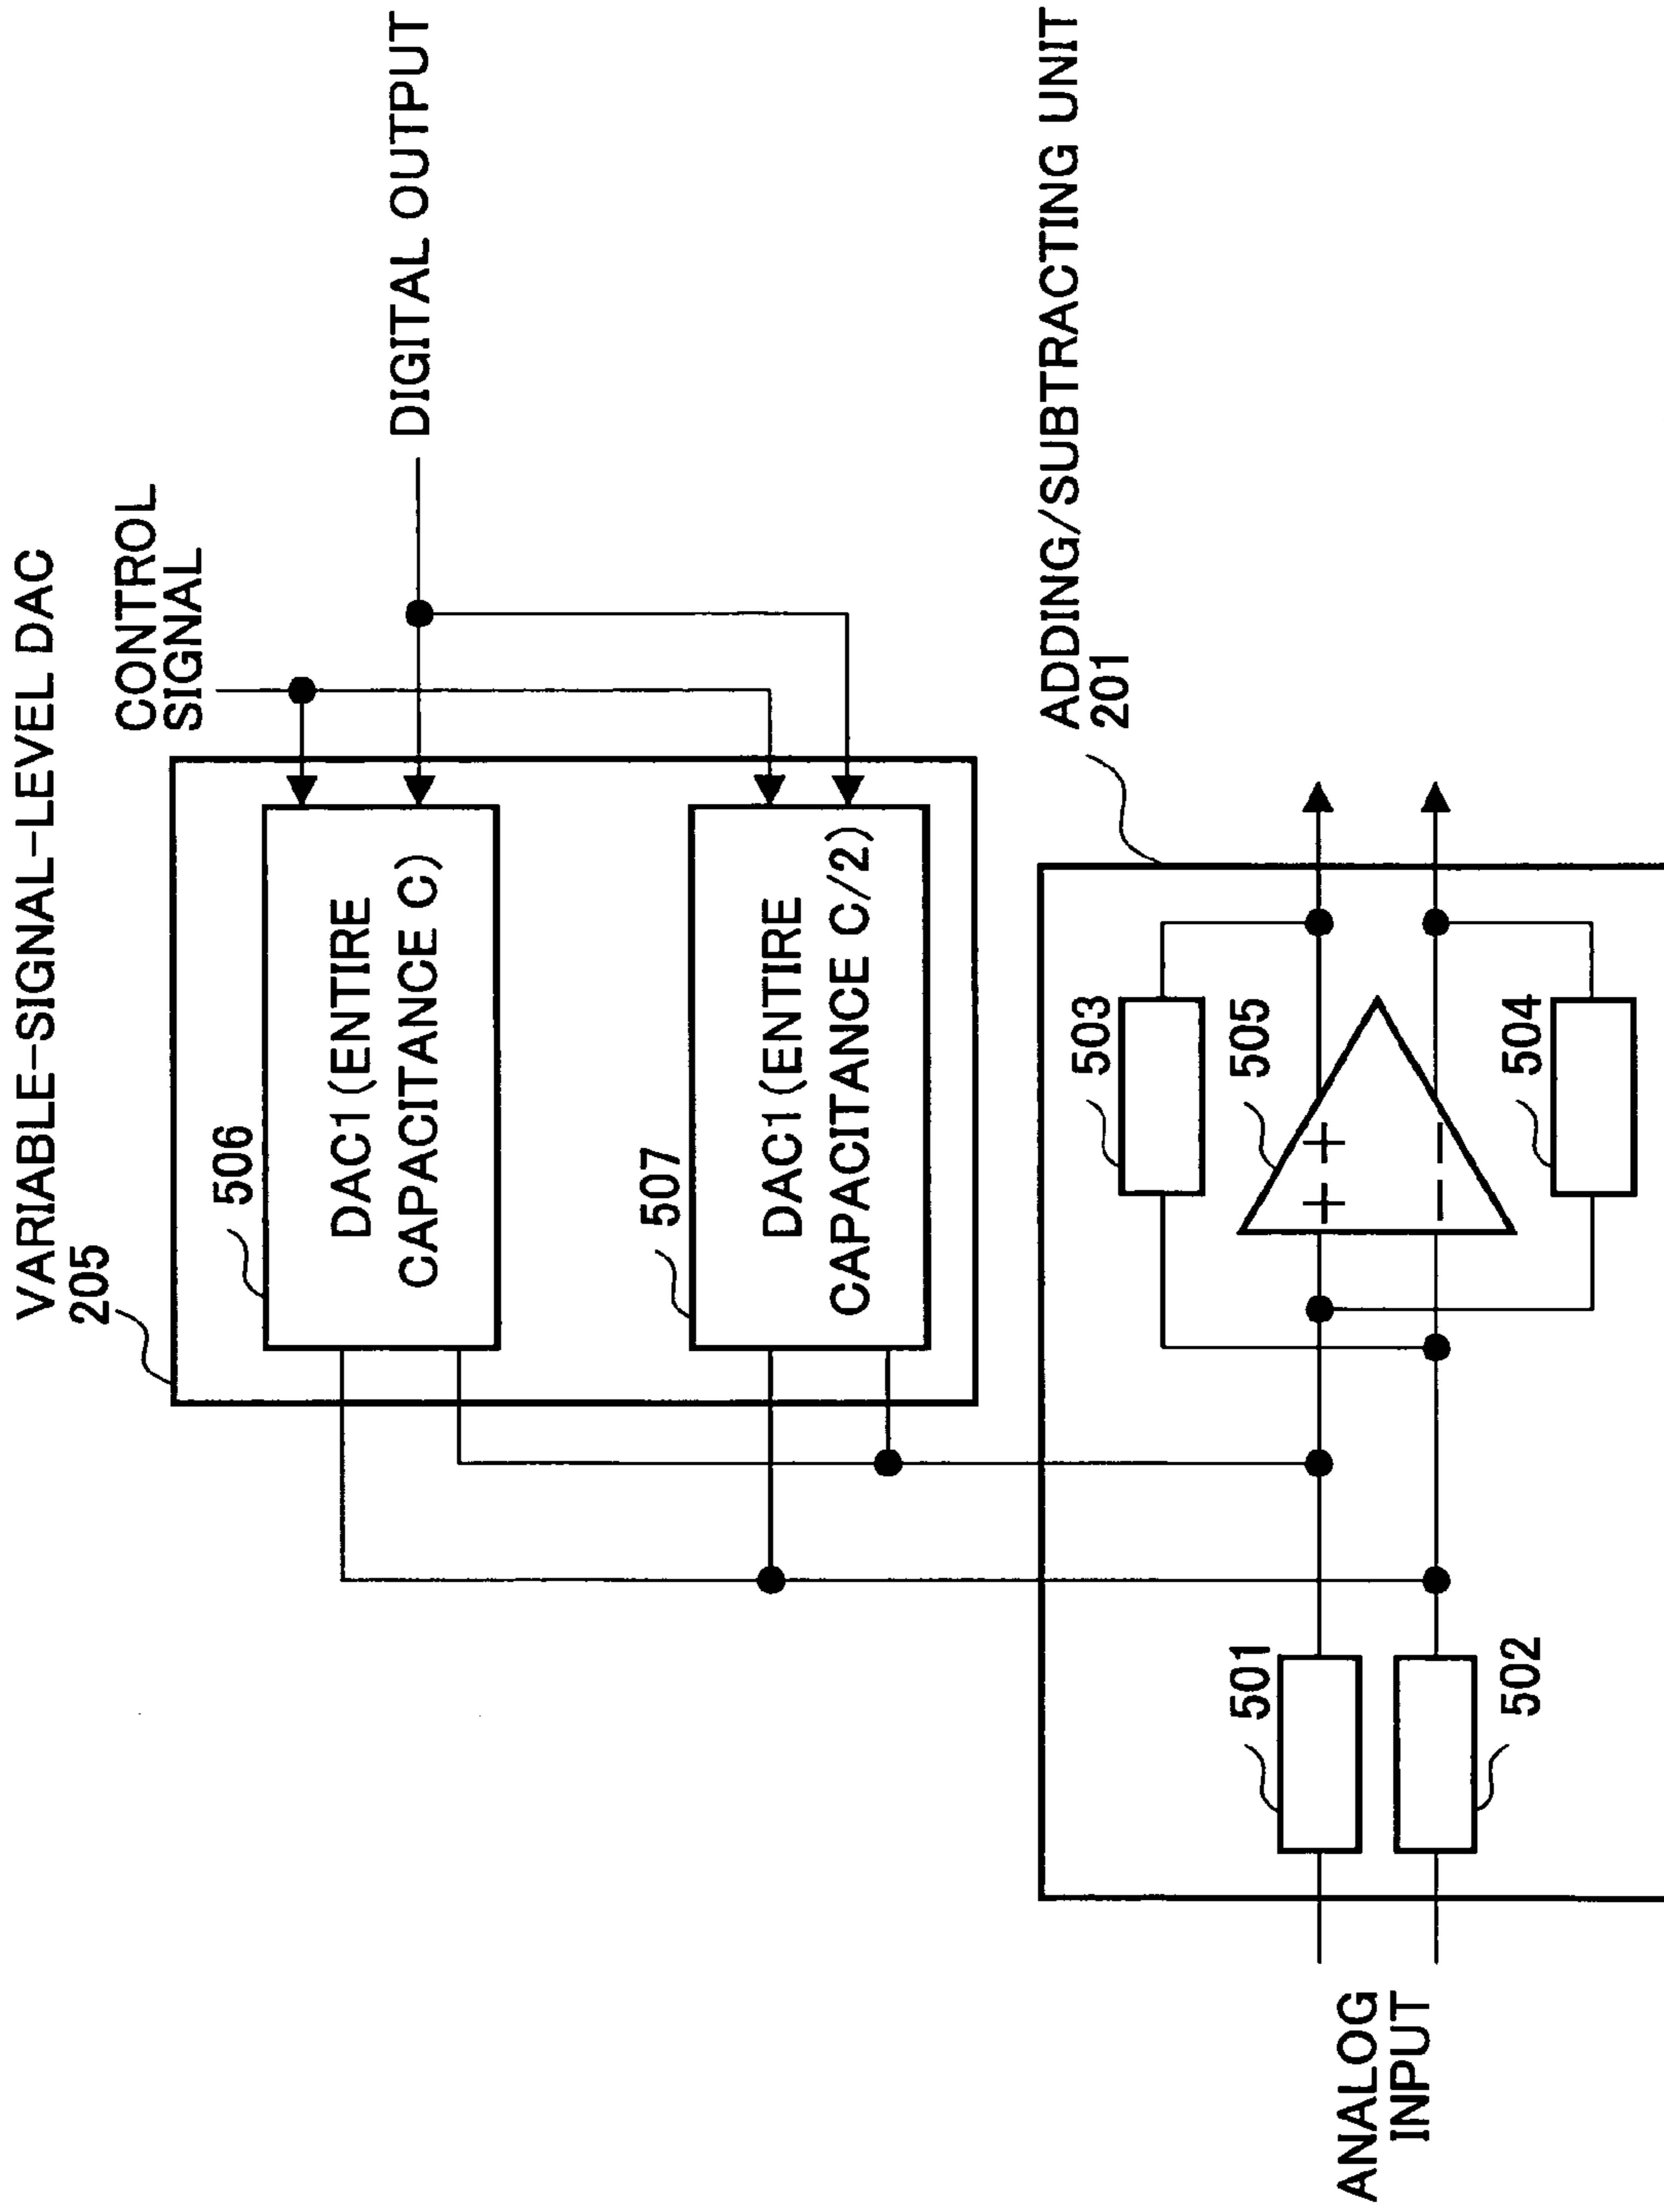 VARIABLE-SIGNAL-LEVEL DAC
205
CONTROL
SIGNAL
506
DAC1(ENTIRE
CAPACITANCE C)
DIGITAL OUTPUT
507
DAC1(ENTIRE
CAPACITANCE C/2)
ADDING/SUBTRACTING UNIT
201
503
501
505
++
--
ANALOG
INPUT
502
504